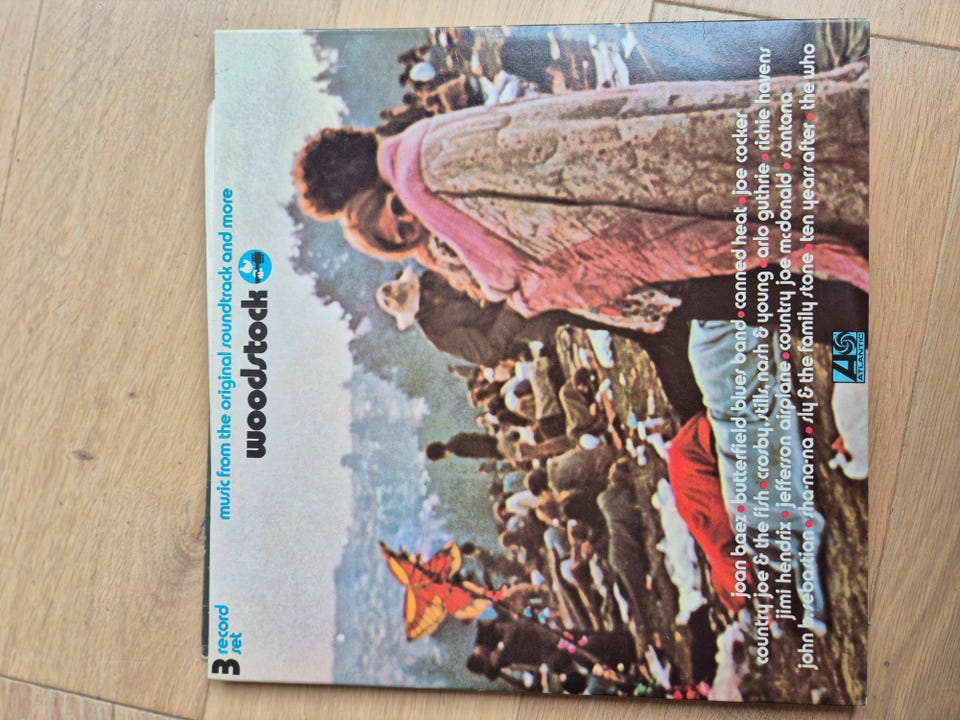 3 record
set
music from the original soundtrack and more
woodstock
joan baez • butterfield blues band • canned heat • joe cocker
country joe & the fish • crosby, stills, nash & young • arlo guthrie • richie havens
jimi hendrix • jefferson airplane • country joe mcdonald • santana
john b. sebastian • sha-na-na • sly & the family stone • ten years after • the who
ATLANTIC